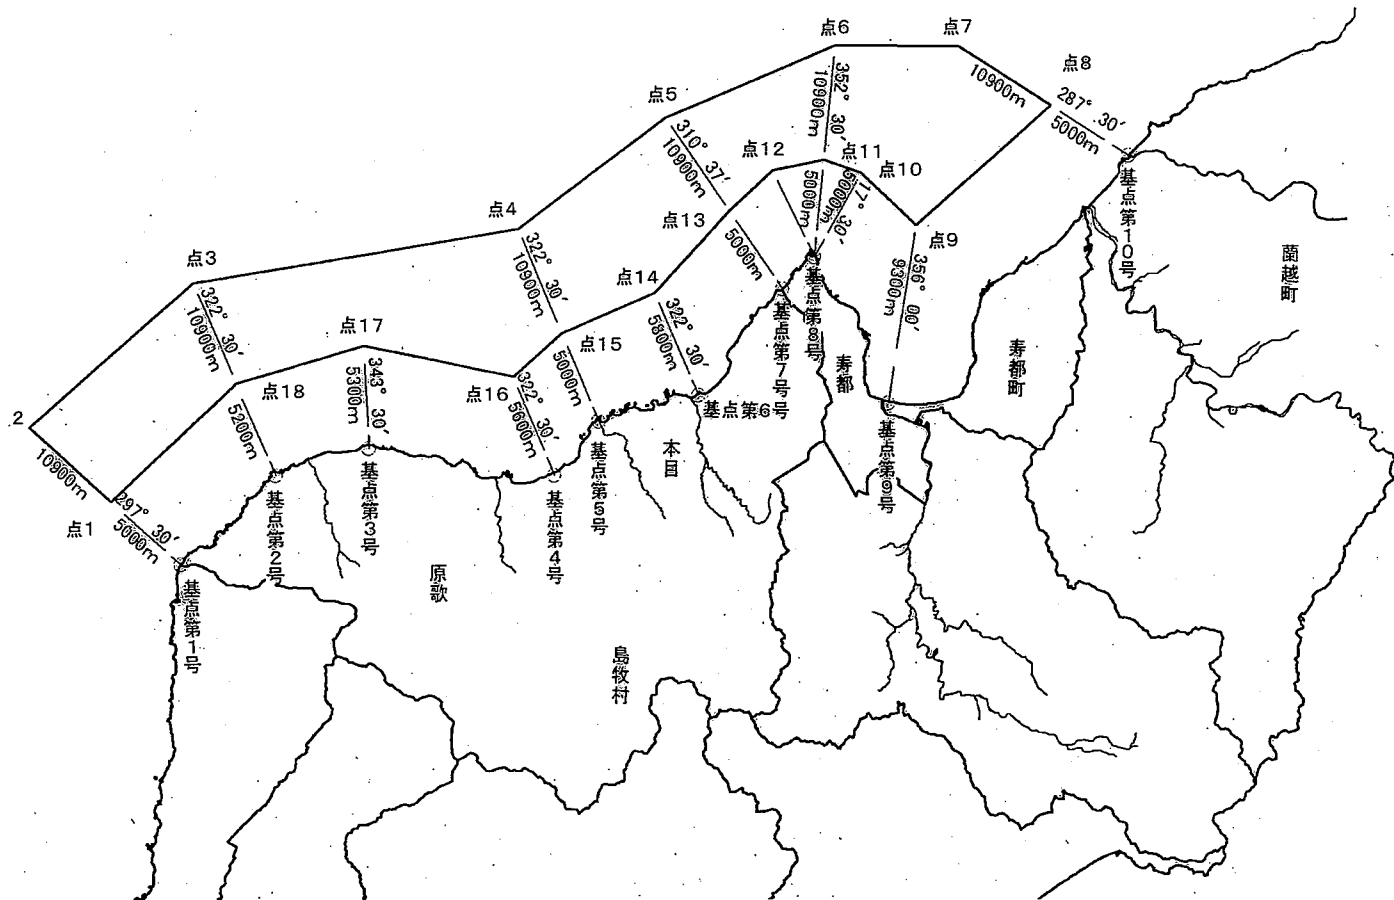 点6
点7
点8
点5
352° 30′
10900m
10900m
287° 30′
5000m
310° 37′
10900m
点12
点11
点10
5000m
5000m
17° 30′
基点第10号
点4
点13
点9
点3
322° 30′
10900m
5000m
356° 00′
9300m
蘭越町
322° 30′
10900m
点14
基点第8号
基点第7号
点17
322° 30′
5800m
点15
寿都
寿都町
343° 30′
5300m
点18
5000m
点16
322° 30′
5600m
5200m
基点第6号
2
10900m
本目
基点第9号
基点第5号
基点第4号
基点第3号
基点第2号
297° 30′
5000m
点1
原歌
基点第1号
島牧村